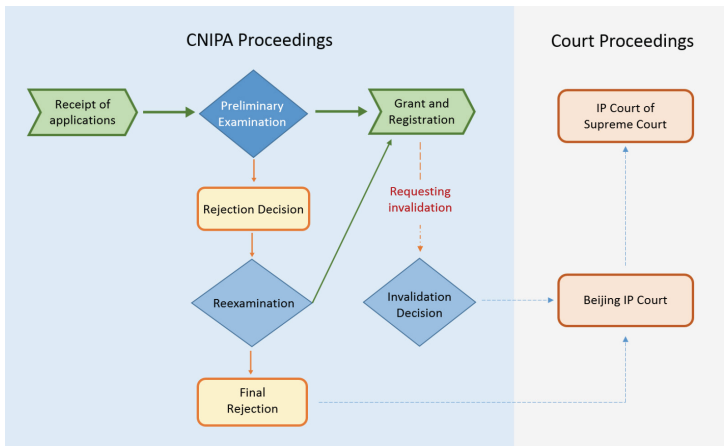 CNIPA Proceedings
Court Proceedings
Receipt of
applications
Preliminary
Examination
Grant and
Registration
IP Court of
Supreme Court
Requesting
invalidation
Rejection Decision
Reexamination
Invalidation
Decision
Beijing IP Court
Final
Rejection